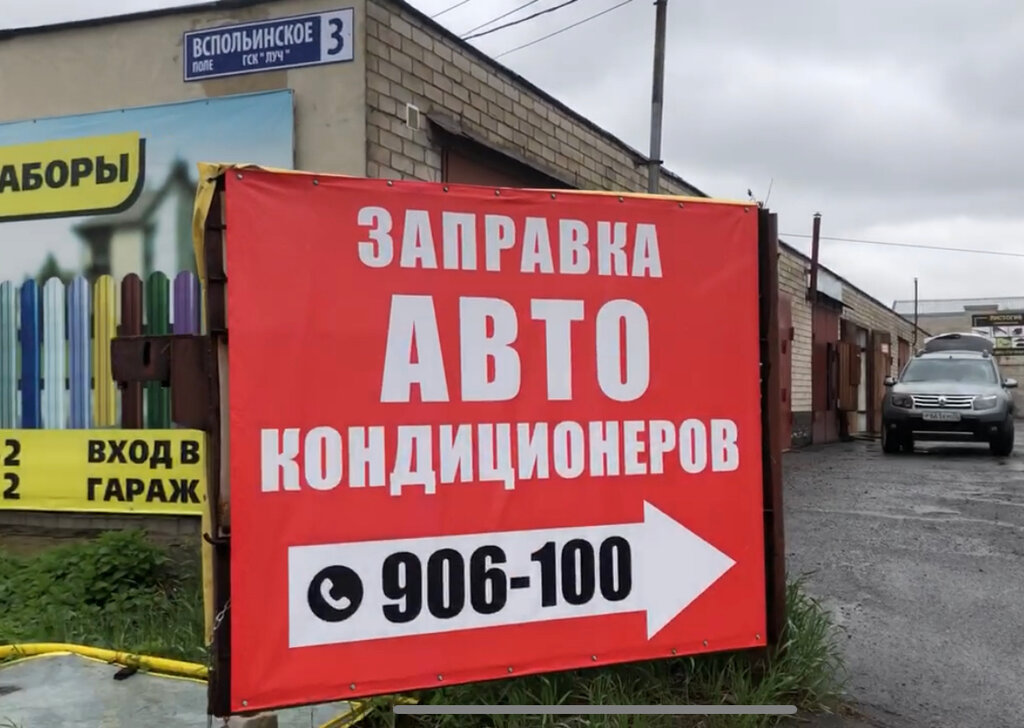 ВСПОЛЬИНСКОЕ 3
ПОЛЕ ГСК "ЛУЧ"
АБОРЫ
ЗАПРАВКА
АВТО
КОНДИЦИОНЕРОВ
906-100
2 ВХОД В
2 ГАРАЖ